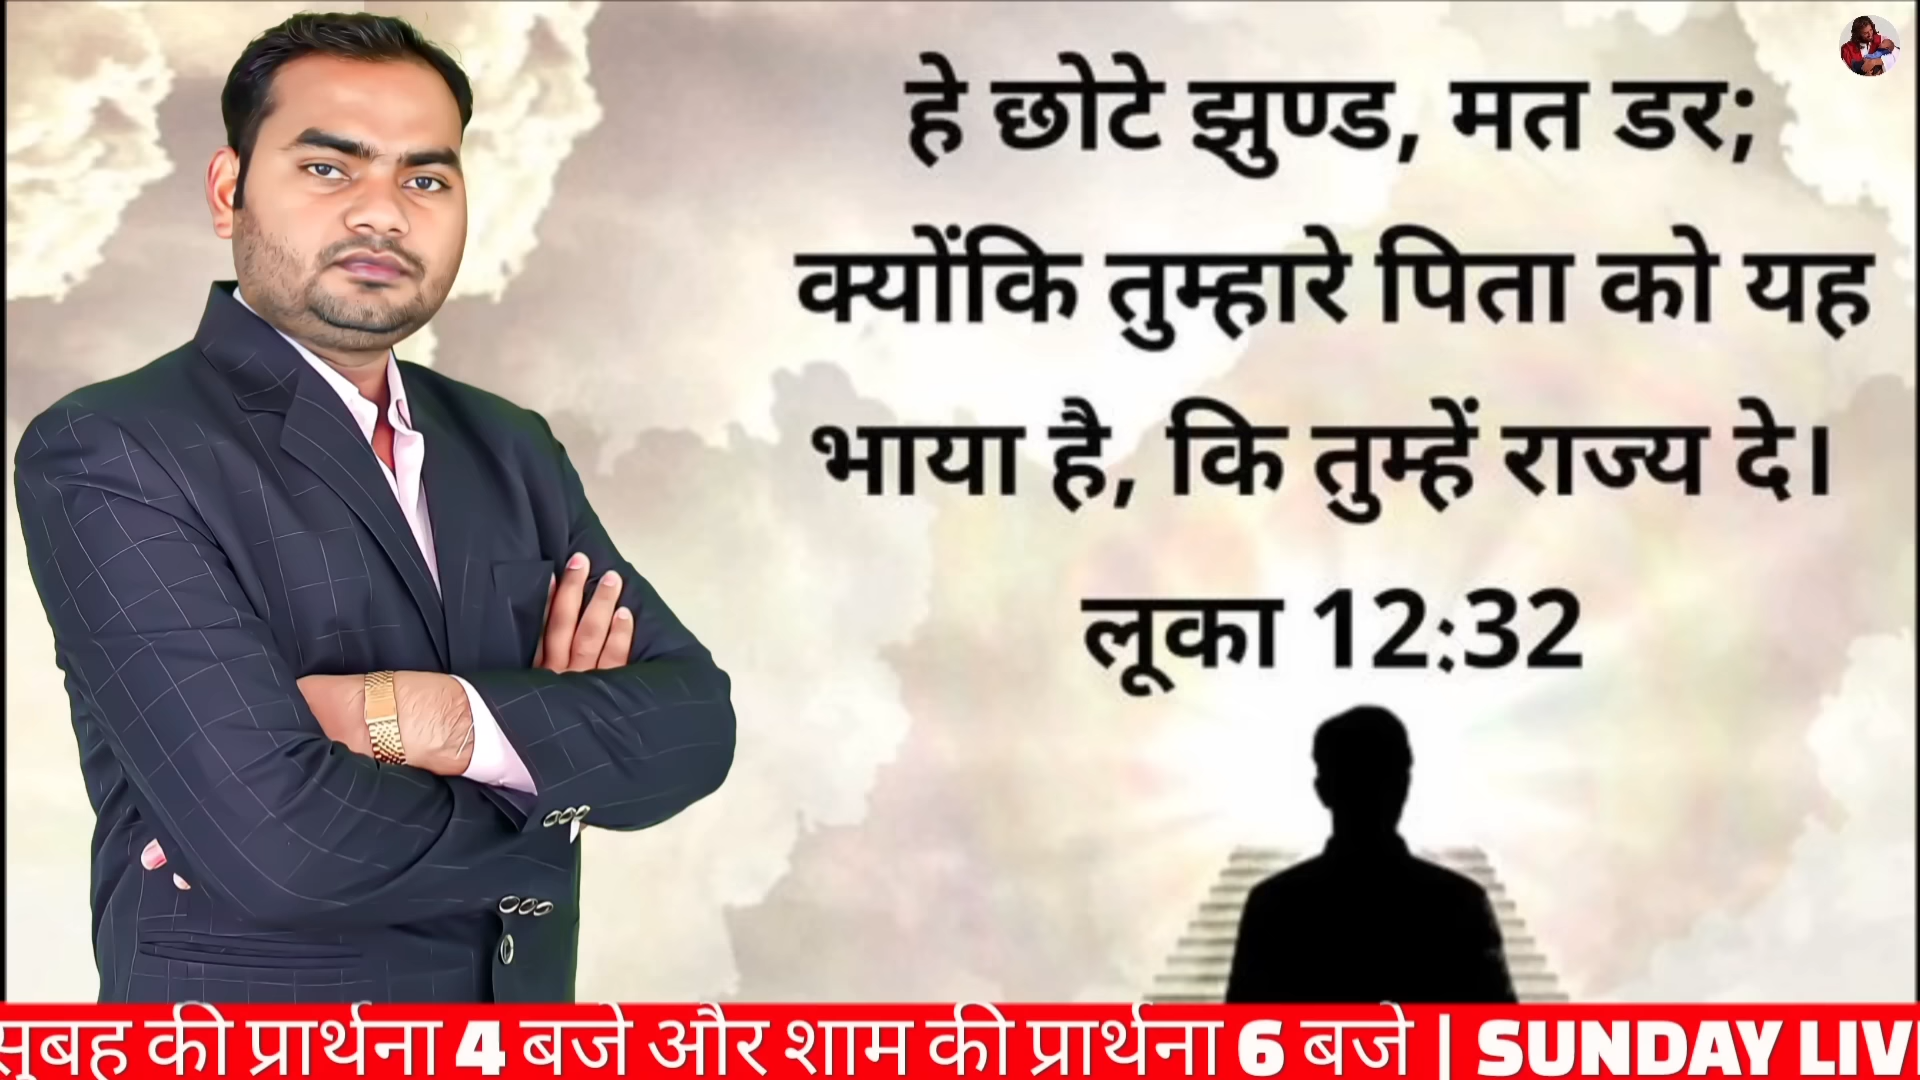 हे छोटे झुण्ड, मत डर;
क्योंकि तुम्हारे पिता को यह
भाया है, कि तुम्हें राज्य दे।
लूका 12:32
सुबह की प्रार्थना 4 बजे और शाम की प्रार्थना 6 बजे | SUNDAY LIV